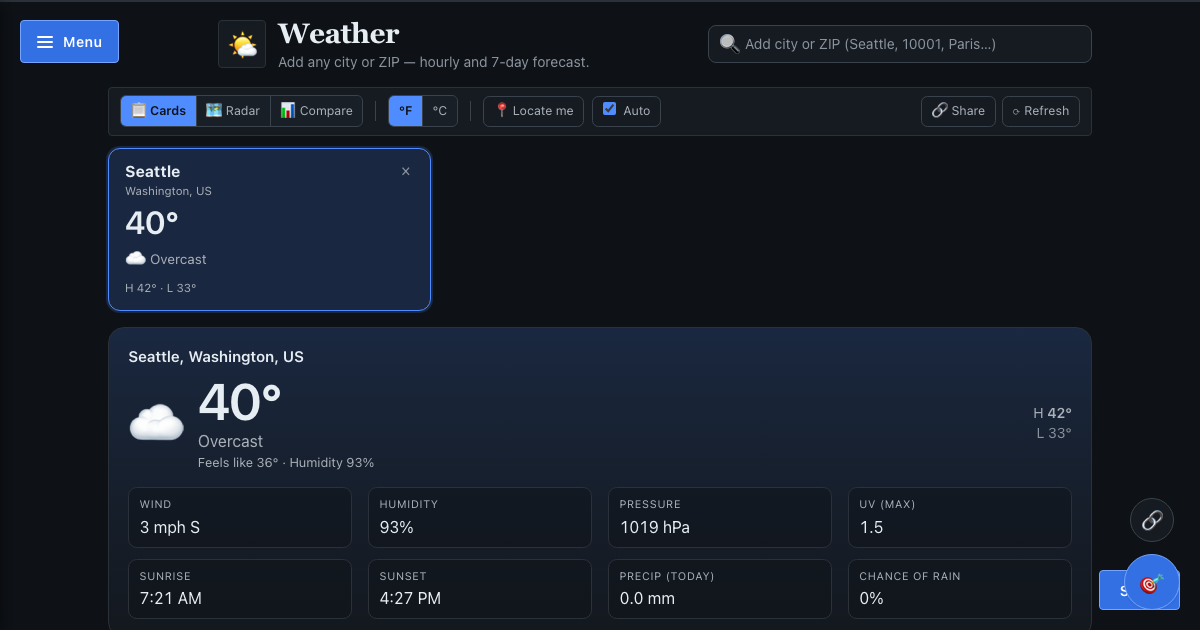 Menu
Weather
Add any city or ZIP — hourly and 7-day forecast.
Add city or ZIP (Seattle, 10001, Paris...)
Cards
Radar
Compare
°F
°C
Locate me
Auto
Share
Refresh
Seattle
Washington, US
40°
Overcast
H 42° · L 33°
Seattle, Washington, US
40°
Overcast
Feels like 36° · Humidity 93%
H 42°
L 33°
WIND
3 mph S
HUMIDITY
93%
PRESSURE
1019 hPa
UV (MAX)
1.5
SUNRISE
7:21 AM
SUNSET
4:27 PM
PRECIP (TODAY)
0.0 mm
CHANCE OF RAIN
0%